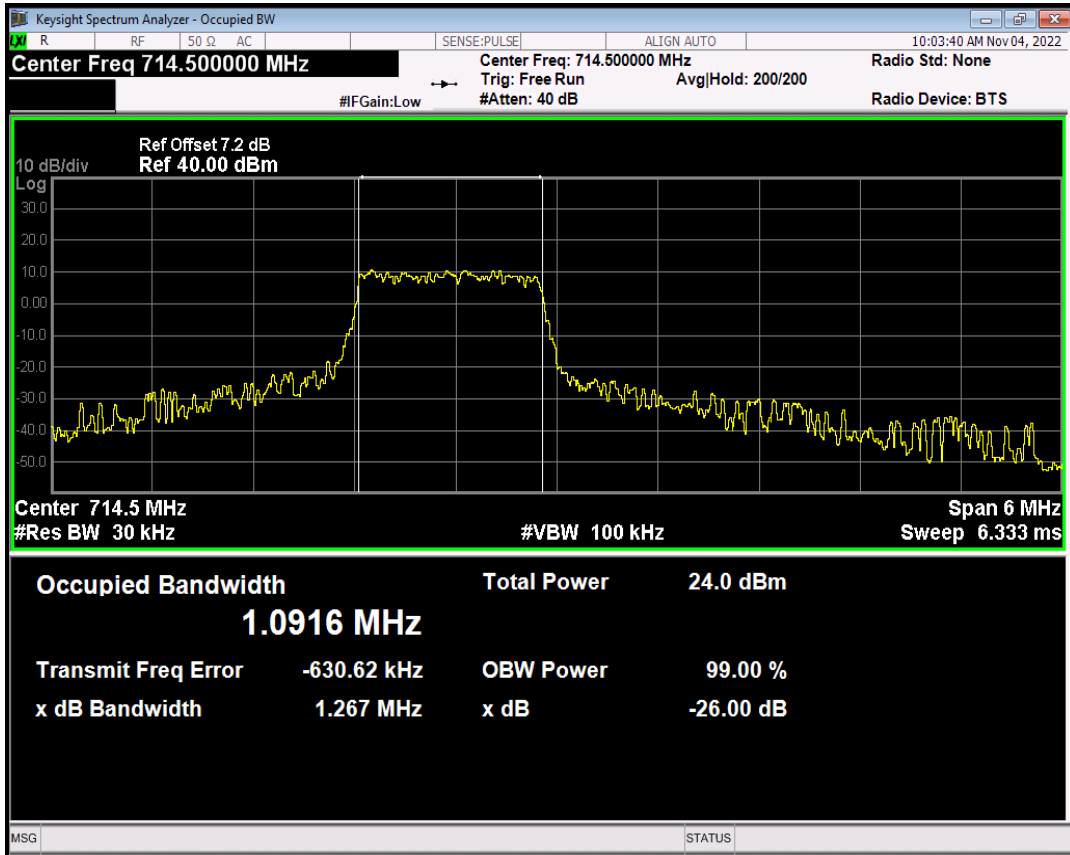 Keysight Spectrum Analyzer - Occupied BW
LXI R RF 50 Ω AC SENSE:PULSE ALIGN AUTO 10:03:40 AM Nov 04, 2022
Center Freq 714.500000 MHz
Center Freq: 714.500000 MHz Radio Std: None
Trig: Free Run Avg|Hold: 200/200
#IFGain:Low #Atten: 40 dB Radio Device: BTS
Ref Offset 7.2 dB
10 dB/div Ref 40.00 dBm
Log
30.0
20.0
10.0
0.00
-10.0
-20.0
-30.0
-40.0
-50.0
Center 714.5 MHz Span 6 MHz
#Res BW 30 kHz #VBW 100 kHz Sweep 6.333 ms
Occupied Bandwidth Total Power 24.0 dBm
1.0916 MHz
Transmit Freq Error -630.62 kHz OBW Power 99.00 %
x dB Bandwidth 1.267 MHz x dB -26.00 dB
MSG STATUS